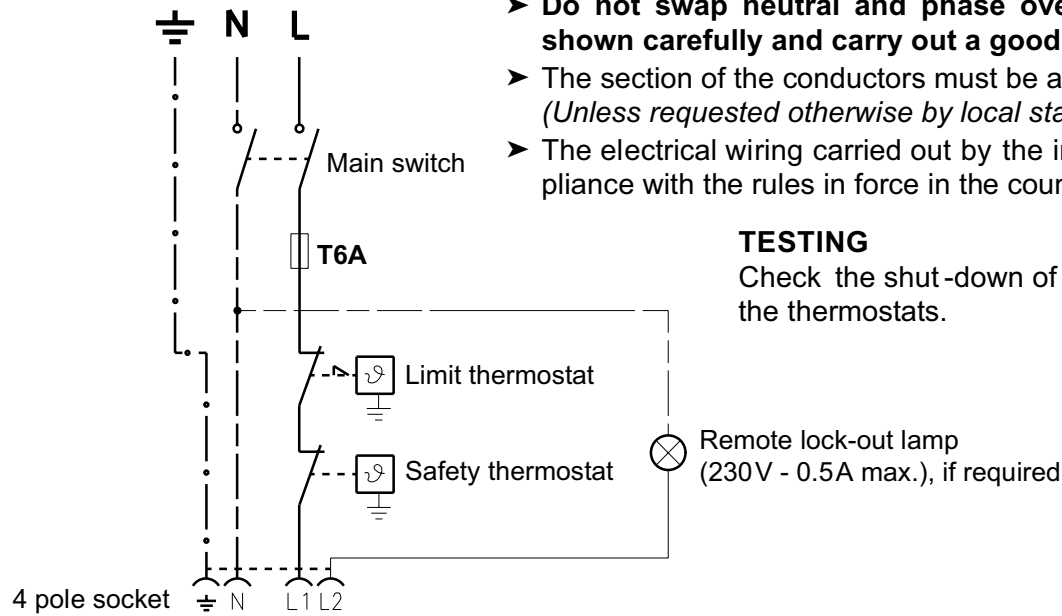 N L
➤ Do not swap neutral and phase ove
shown carefully and carry out a good
➤ The section of the conductors must be a
(Unless requested otherwise by local sta
➤ The electrical wiring carried out by the i
pliance with the rules in force in the cour
Main switch
T6A
TESTING
Check the shut-down of
the thermostats.
ϑ Limit thermostat
ϑ Safety thermostat
Remote lock-out lamp
(230V - 0.5A max.), if required
4 pole socket N L1 L2